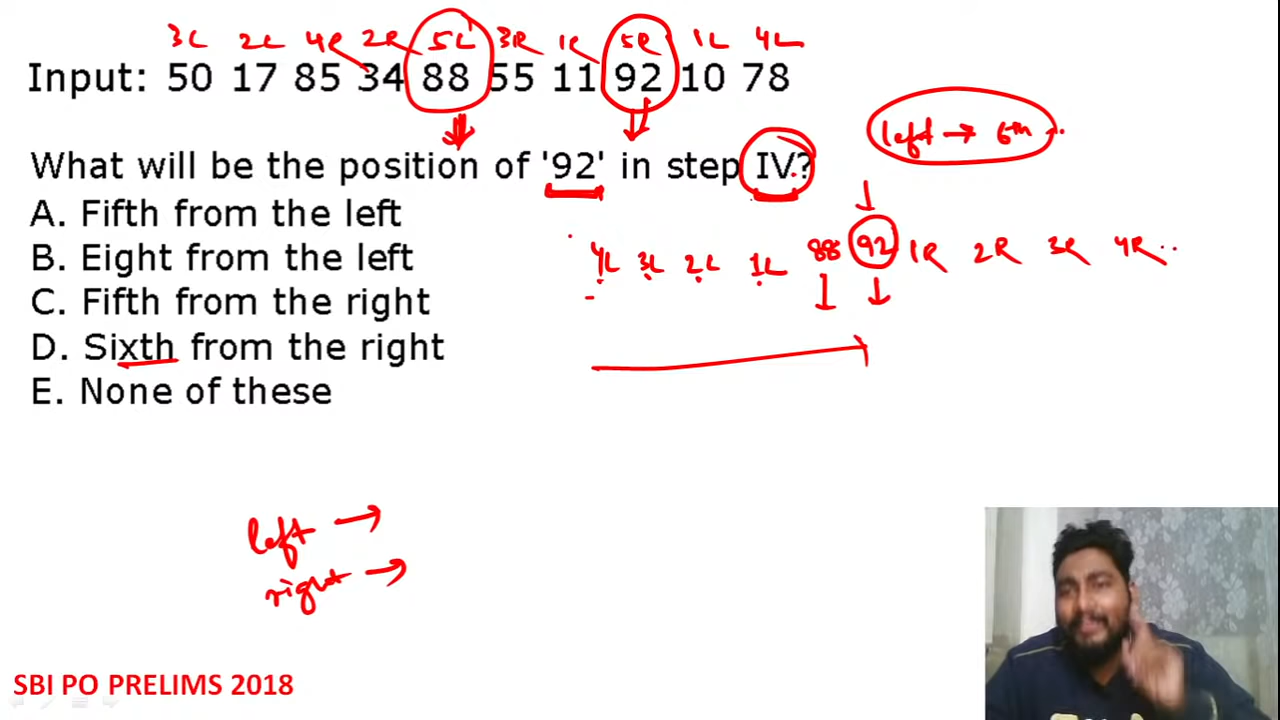 3L 2L 4R 2R 5L 3R 1R 5R 1L 4L
Input: 50 17 85 34 88 55 11 92 10 78
left → 6th
What will be the position of '92' in step IV?
A. Fifth from the left
B. Eight from the left
4L 3L 2L 1L 88 92 1R 2R 3R 4R
C. Fifth from the right
D. Sixth from the right
E. None of these
left →
right →
SBI PO PRELIMS 2018